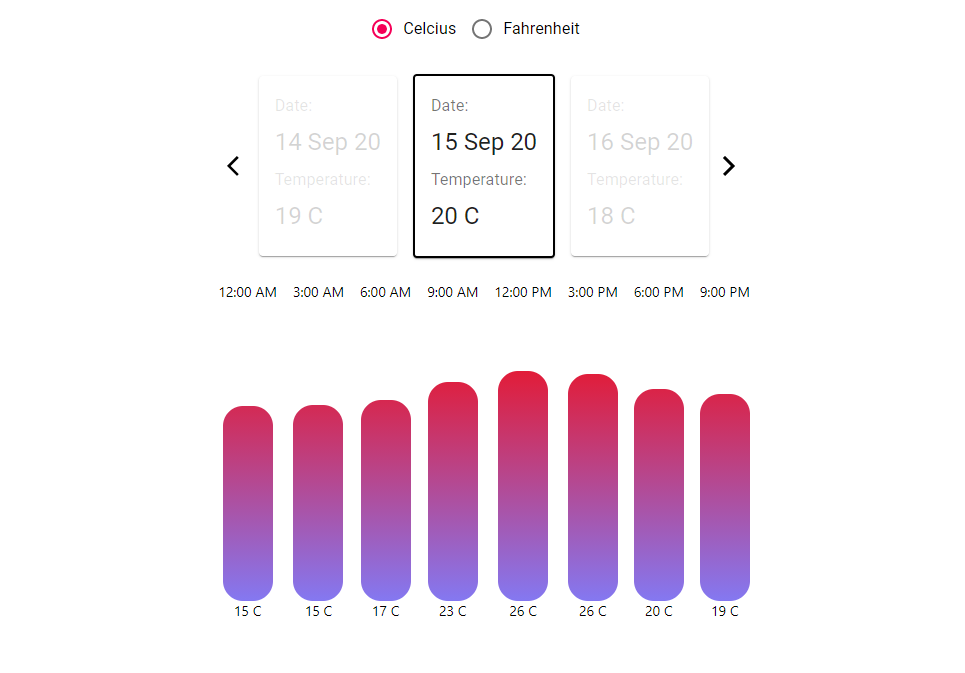 Celcius Fahrenheit
Date: Date: Date:
14 Sep 20 15 Sep 20 16 Sep 20
Temperature: Temperature: Temperature:
19 C 20 C 18 C
12:00 AM 3:00 AM 6:00 AM 9:00 AM 12:00 PM 3:00 PM 6:00 PM 9:00 PM
15 C 15 C 17 C 23 C 26 C 26 C 20 C 19 C